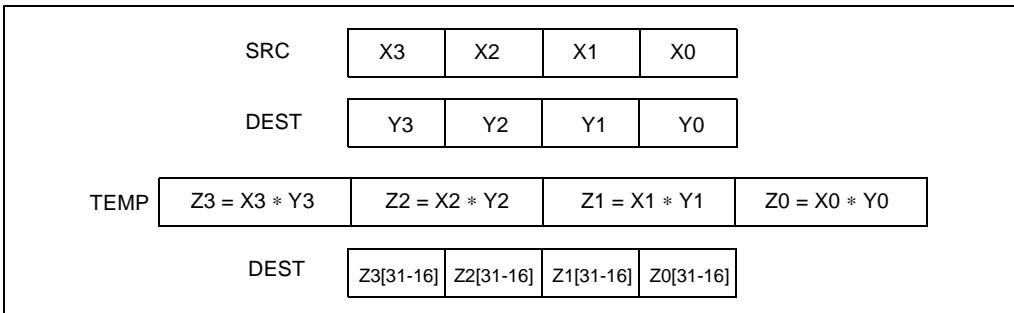 SRC X3 X2 X1 X0
DEST Y3 Y2 Y1 Y0
TEMP Z3 = X3 * Y3 Z2 = X2 * Y2 Z1 = X1 * Y1 Z0 = X0 * Y0
DEST Z3[31-16] Z2[31-16] Z1[31-16] Z0[31-16]